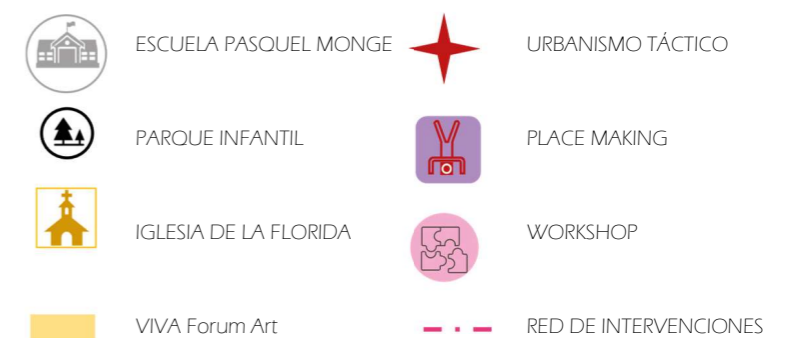 ESCUELA PASQUEL MONGE
URBANISMO TÁCTICO
PARQUE INFANTIL
PLACE MAKING
IGLESIA DE LA FLORIDA
WORKSHOP
VIVA Forum Art
RED DE INTERVENCIONES